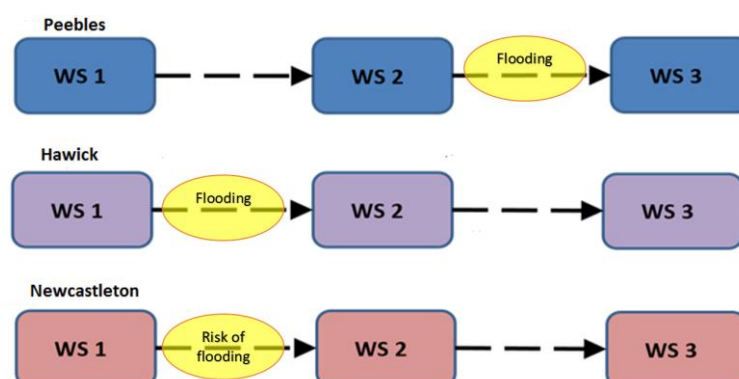 Peebles
WS 1
WS 2
Flooding
WS 3
Hawick
WS 1
Flooding
WS 2
WS 3
Newcastleton
WS 1
Risk of
flooding
WS 2
WS 3